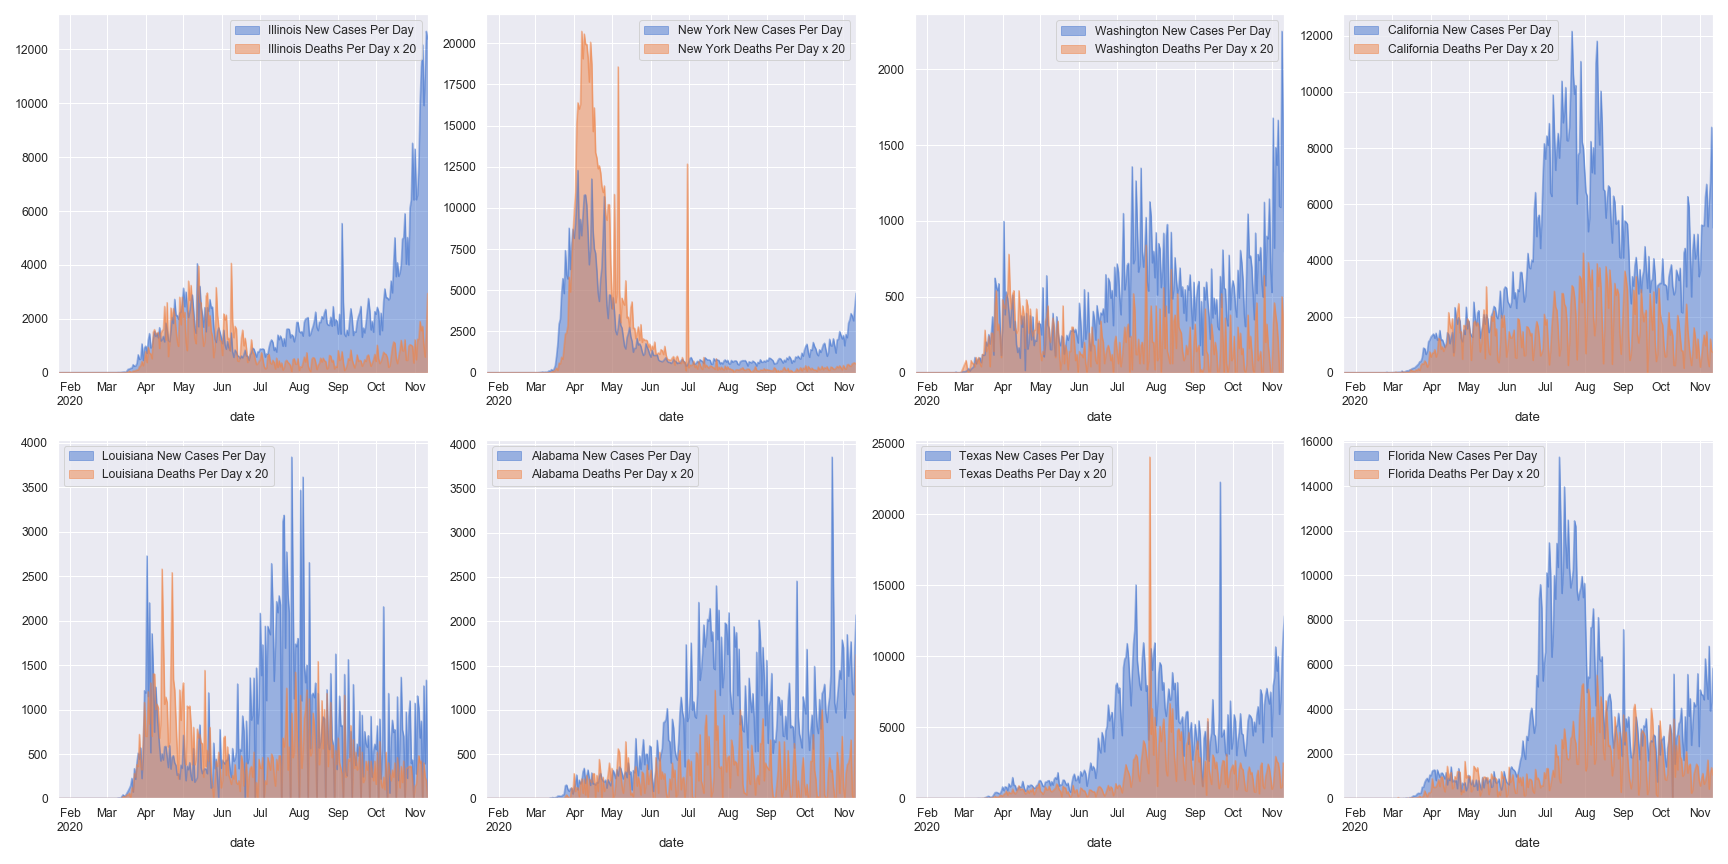 Illinois New Cases Per Day
Illinois Deaths Per Day x 20
12000
10000
8000
6000
4000
2000
0
Feb Mar Apr May Jun Jul Aug Sep Oct Nov
2020
date
New York New Cases Per Day
New York Deaths Per Day x 20
20000
17500
15000
12500
10000
7500
5000
2500
0
Feb Mar Apr May Jun Jul Aug Sep Oct Nov
2020
date
Washington New Cases Per Day
Washington Deaths Per Day x 20
2000
1500
1000
500
0
Feb Mar Apr May Jun Jul Aug Sep Oct Nov
2020
date
California New Cases Per Day
California Deaths Per Day x 20
12000
10000
8000
6000
4000
2000
0
Feb Mar Apr May Jun Jul Aug Sep Oct Nov
2020
date
Louisiana New Cases Per Day
Louisiana Deaths Per Day x 20
4000
3500
3000
2500
2000
1500
1000
500
0
Feb Mar Apr May Jun Jul Aug Sep Oct Nov
2020
date
Alabama New Cases Per Day
Alabama Deaths Per Day x 20
4000
3500
3000
2500
2000
1500
1000
500
0
Feb Mar Apr May Jun Jul Aug Sep Oct Nov
2020
date
Texas New Cases Per Day
Texas Deaths Per Day x 20
25000
20000
15000
10000
5000
0
Feb Mar Apr May Jun Jul Aug Sep Oct Nov
2020
date
Florida New Cases Per Day
Florida Deaths Per Day x 20
16000
14000
12000
10000
8000
6000
4000
2000
0
Feb Mar Apr May Jun Jul Aug Sep Oct Nov
2020
date